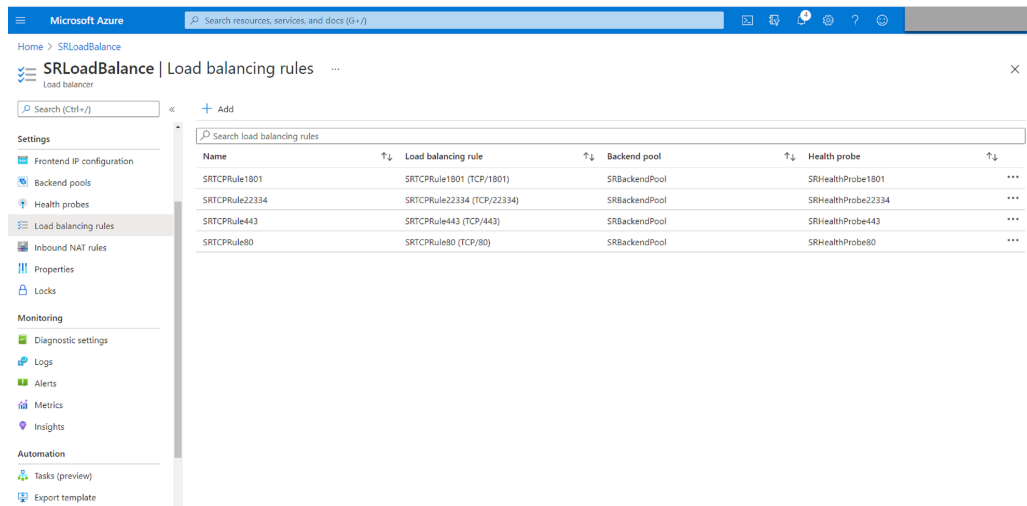 Microsoft Azure
Search resources, services, and docs (G+/)
4
Home > SRLoadBalance
SRLoadBalance | Load balancing rules ...
Load balancer
Search (Ctrl+/)
«
+ Add
Settings
Search load balancing rules
Name Load balancing rule Backend pool Health probe
SRTCPRule1801 SRTCPRule1801 (TCP/1801) SRBackendPool SRHealthProbe1801 ...
SRTCPRule22334 SRTCPRule22334 (TCP/22334) SRBackendPool SRHealthProbe22334 ...
SRTCPRule443 SRTCPRule443 (TCP/443) SRBackendPool SRHealthProbe443 ...
SRTCPRule80 SRTCPRule80 (TCP/80) SRBackendPool SRHealthProbe80 ...
Frontend IP configuration
Backend pools
Health probes
Load balancing rules
Inbound NAT rules
Properties
Locks
Monitoring
Diagnostic settings
Logs
Alerts
Metrics
Insights
Automation
Tasks (preview)
Export template